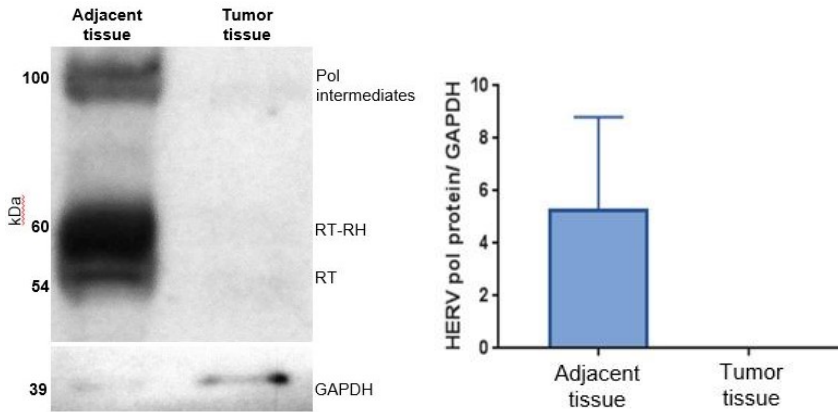 Adjacent
tissue
Tumor
tissue
100
Pol
intermediates
kDa
60
RT-RH
RT
54
39
GAPDH
HERV pol protein/ GAPDH
10
8
6
4
2
0
Adjacent
tissue
Tumor
tissue